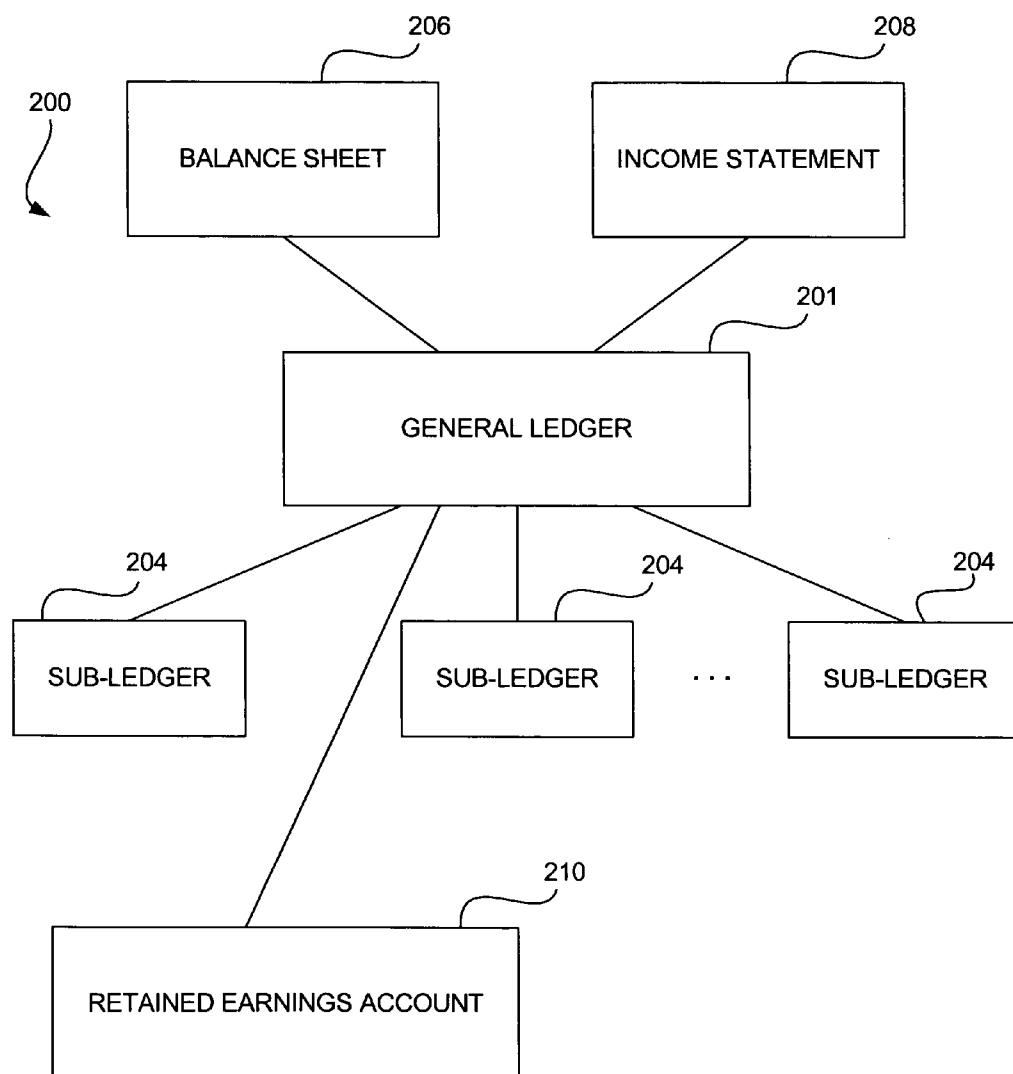 206
208
200
BALANCE SHEET
INCOME STATEMENT
201
GENERAL LEDGER
204
204
204
SUB-LEDGER
SUB-LEDGER
...
SUB-LEDGER
210
RETAINED EARNINGS ACCOUNT